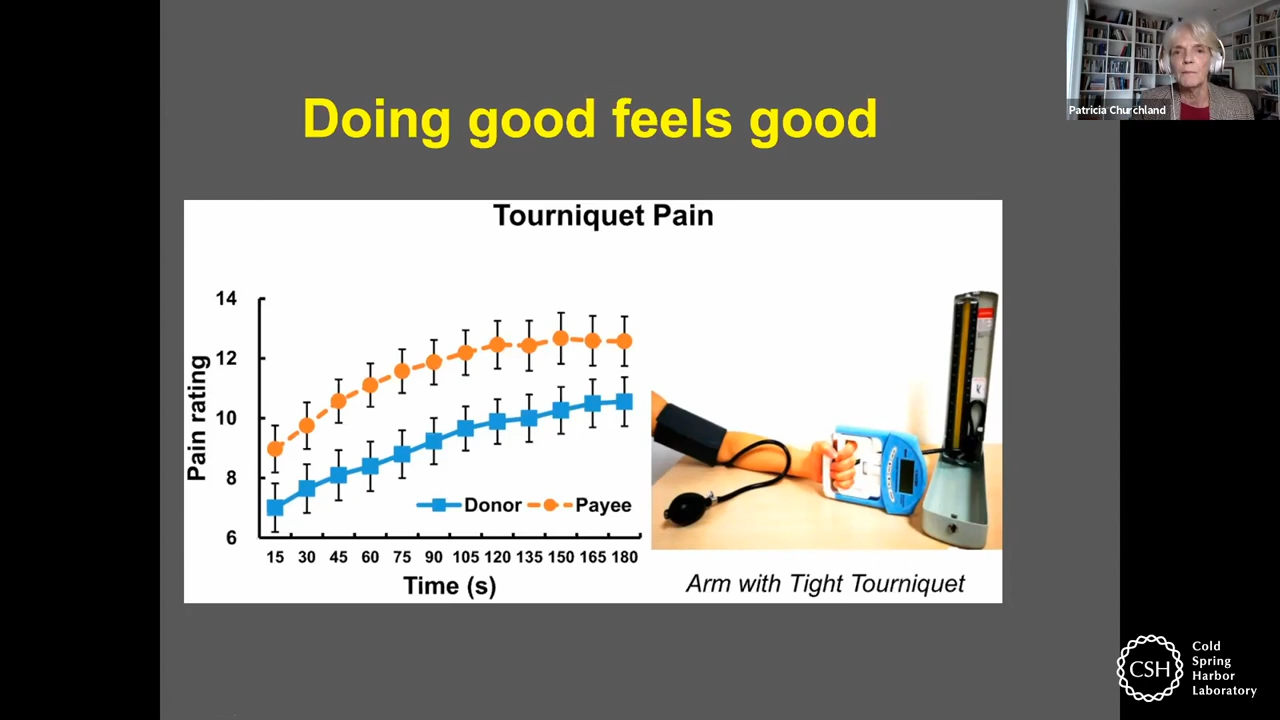 Doing good feels good
Patricia Churchland
Tourniquet Pain
14
12
10
8
6
Pain rating
Donor
Payee
15 30 45 60 75 90 105 120 135 150 165 180
Time (s)
Arm with Tight Tourniquet
CSH
Cold
Spring
Harbor
Laboratory